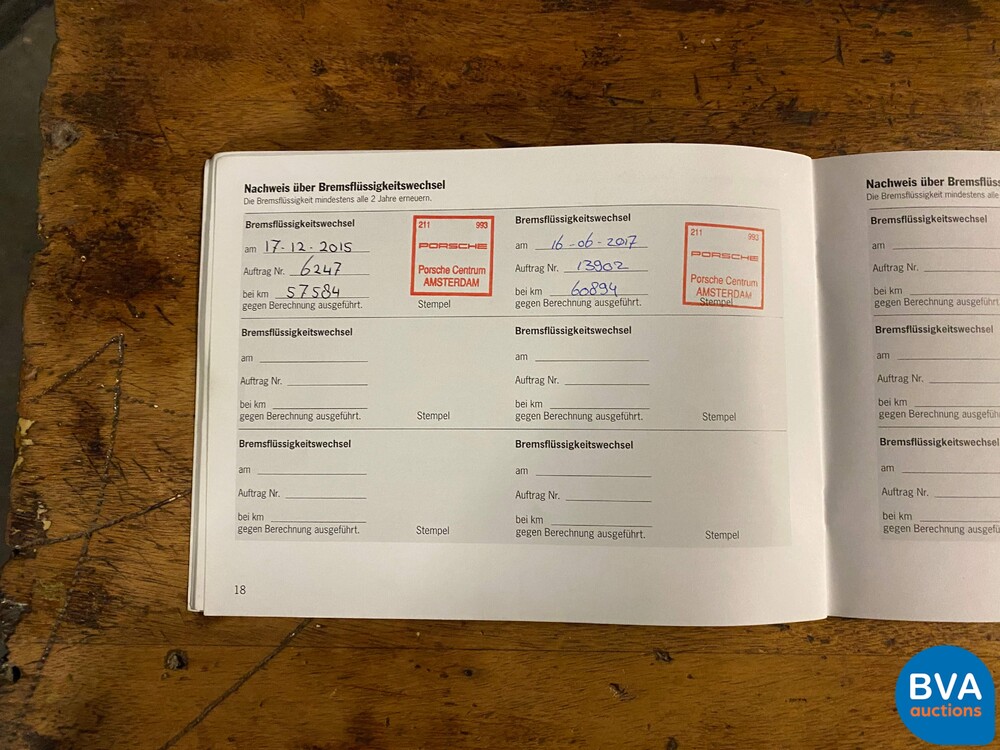 Nachweis über Bremsflüssigkeitswechsel
Die Bremsflüssigkeit mindestens alle 2 Jahre erneuern.
Bremsflüssigkeitswechsel
am 17-12-2015
Auftrag Nr. 6247
bei km 57584
gegen Berechnung ausgeführt.
211 993
PORSCHE
Porsche Centrum
AMSTERDAM
Stempel
Bremsflüssigkeitswechsel
am 16-06-2017
Auftrag Nr. 13902
bei km 60894
gegen Berechnung ausgeführt.
211 993
PORSCHE
Porsche Centrum
AMSTERDAM
Stempel
Bremsflüssigkeitswechsel
am
Auftrag Nr.
bei km
gegen Berechnung ausgeführt.
Stempel
Bremsflüssigkeitswechsel
am
Auftrag Nr.
bei km
gegen Berechnung ausgeführt.
Stempel
Bremsflüssigkeitswechsel
am
Auftrag Nr.
bei km
gegen Berechnung ausgeführt.
Stempel
Bremsflüssigkeitswechsel
am
Auftrag Nr.
bei km
gegen Berechnung ausgeführt.
Stempel
18
Nachweis über Bremsflüss
Die Bremsflüssigkeit mindestens alle
Bremsflüssigkeitswechsel
am
Auftrag Nr.
bei km
gegen Berechnung ausgeführt
Bremsflüssigkeitswechsel
am
Auftrag Nr.
bei km
gegen Berechnung ausgefüh
Bremsflüssigkeitswechsel
am
Auftrag Nr.
bei km
gegen Berechnung ausgefü
BVA
auctions